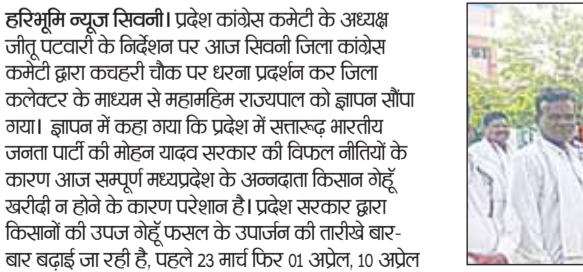 हरिभूमि न्यूज सिवनी। प्रदेश कांग्रेस कमेटी के अध्यक्ष
जीतू पटवारी के निर्देशन पर आज सिवनी जिला कांग्रेस
कमेटी द्वारा कचहरी चौक पर धरना प्रदर्शन कर जिला
कलेक्टर के माध्यम से महामहिम राज्यपाल को ज्ञापन सौंपा
गया। ज्ञापन में कहा गया कि प्रदेश में सत्तारूढ़ भारतीय
जनता पार्टी की मोहन यादव सरकार की विफल नीतियों के
कारण आज सम्पूर्ण मध्यप्रदेश के अन्नदाता किसान गेहूँ
खरीदी न होने के कारण परेशान है। प्रदेश सरकार द्वारा
किसानों की उपज गेहूँ फसल के उपार्जन की तारीखे बार-
बार बढ़ाई जा रही है, पहले 23 मार्च फिर 01 अप्रेल, 10 अप्रेल